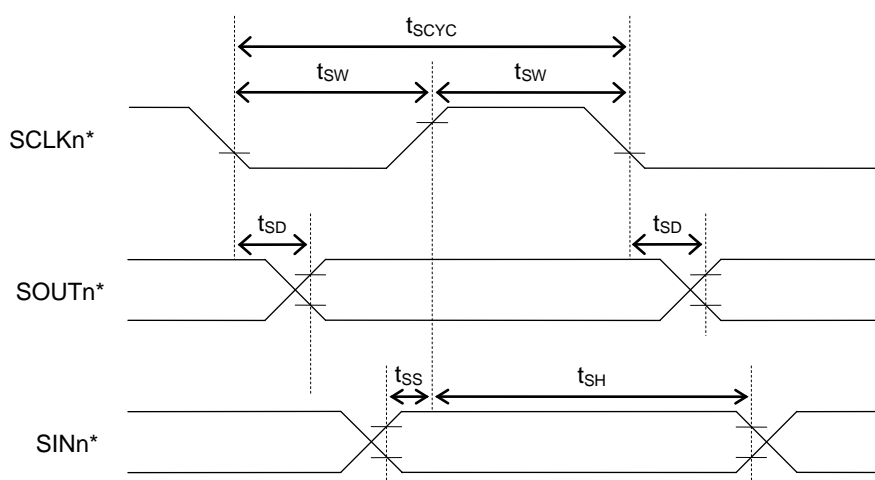 tSCYC
tSW tSW
SCLKn*
tSD tSD
SOUTn*
tSS tSH
SINn*